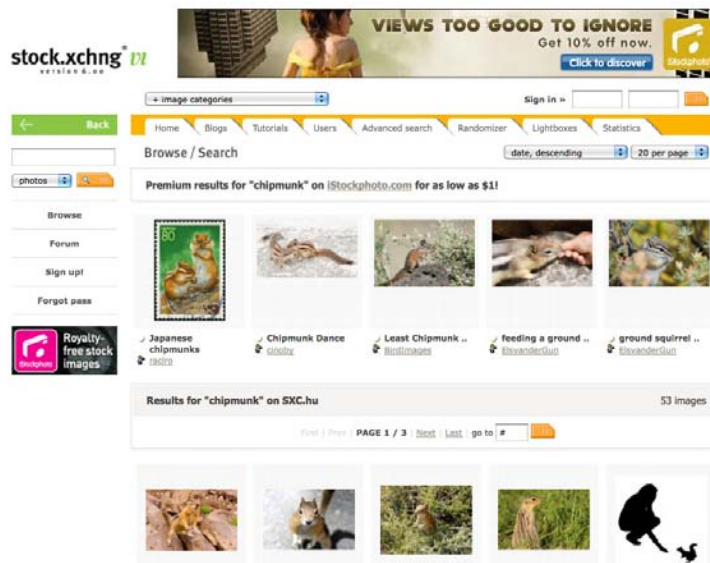 VIEWS TOO GOOD TO IGNORE
Get 10% off now.
Click to discover
iStockphoto
stock.xchng® vi
version 6.00
+ image categories
Sign in »
← Back
Home
Blogs
Tutorials
Users
Advanced search
Randomizer
Lightboxes
Statistics
Browse / Search
date, descending
20 per page
photos
Browse
Forum
Sign up!
Forgot pass
iStockphoto
Royalty-
free stock
images
Premium results for "chipmunk" on iStockphoto.com for as low as $1!
80
Japanese
chipmunks
raciro
Chipmunk Dance
cinoby
Least Chipmunk ..
BirdImages
feeding a ground ..
ElsvanderGun
ground squirrel ..
ElsvanderGun
Results for "chipmunk" on SXC.hu
53 images
First | Prev | PAGE 1 / 3 | Next | Last | go to #